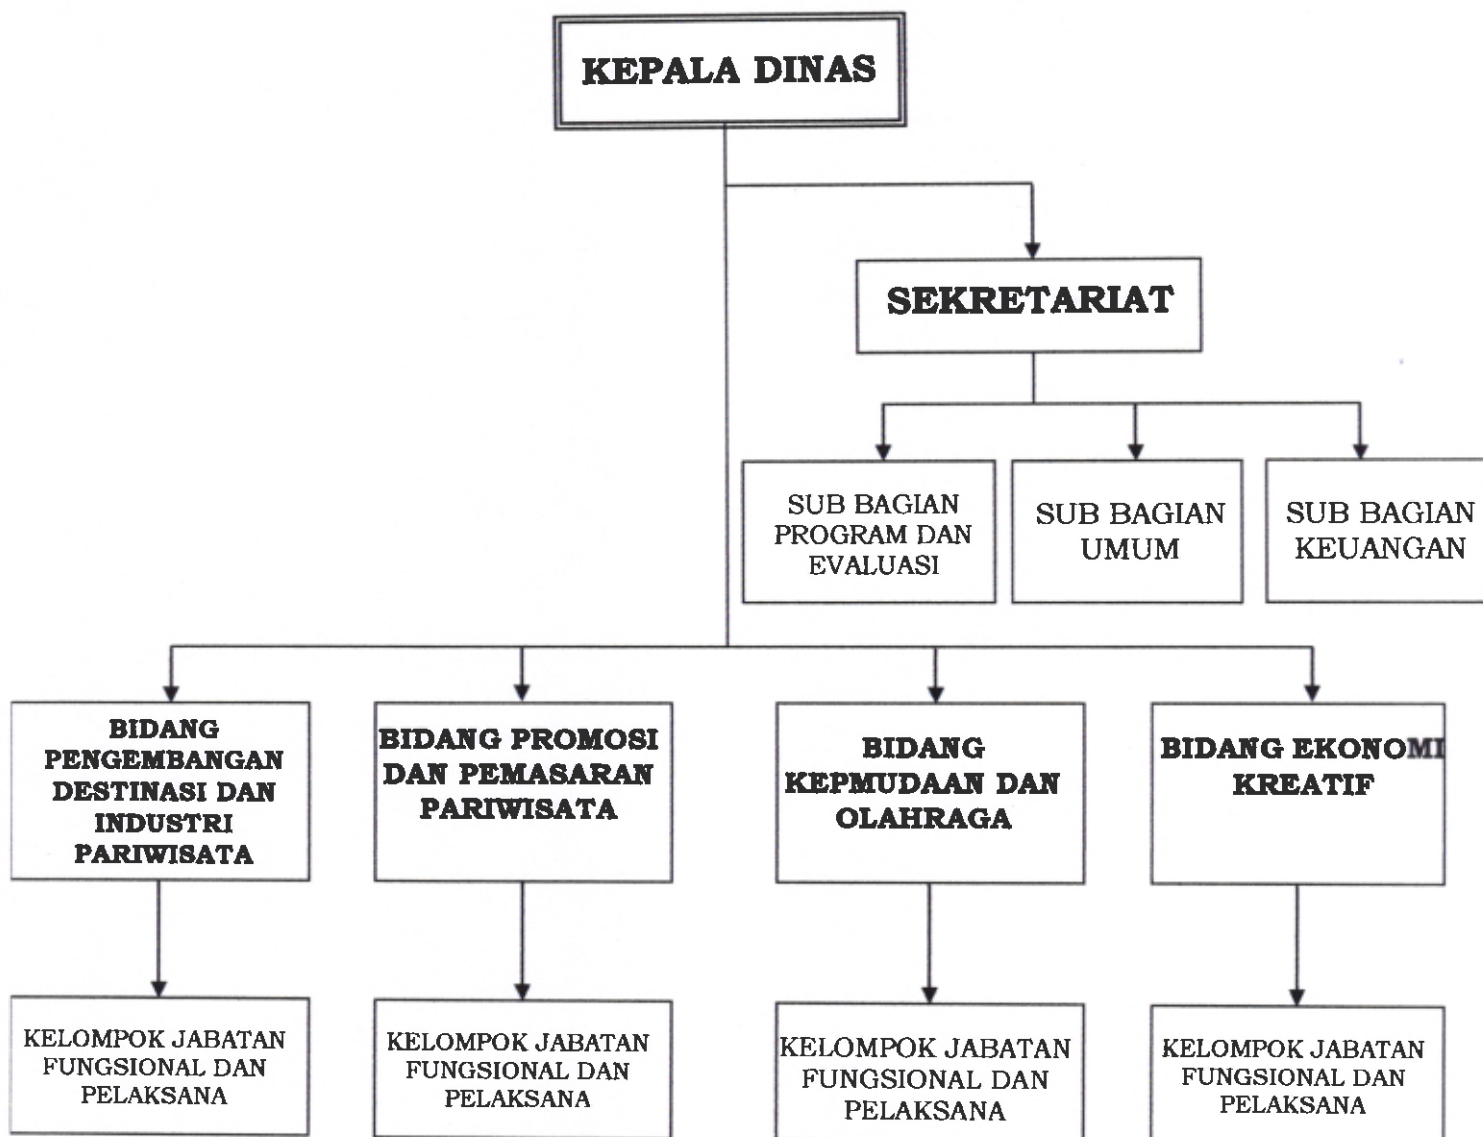 KEPALA DINAS
SEKRETARIAT
SUB BAGIAN
PROGRAM DAN
EVALUASI
SUB BAGIAN
UMUM
SUB BAGIAN
KEUANGAN
BIDANG
PENGEMBANGAN
DESTINASI DAN
INDUSTRI
PARIWISATA
BIDANG PROMOSI
DAN PEMASARAN
PARIWISATA
BIDANG
KEPMUDAAN DAN
OLAHRAGA
BIDANG EKONOMI
KREATIF
KELOMPOK JABATAN
FUNGSIONAL DAN
PELAKSANA
KELOMPOK JABATAN
FUNGSIONAL DAN
PELAKSANA
KELOMPOK JABATAN
FUNGSIONAL DAN
PELAKSANA
KELOMPOK JABATAN
FUNGSIONAL DAN
PELAKSANA